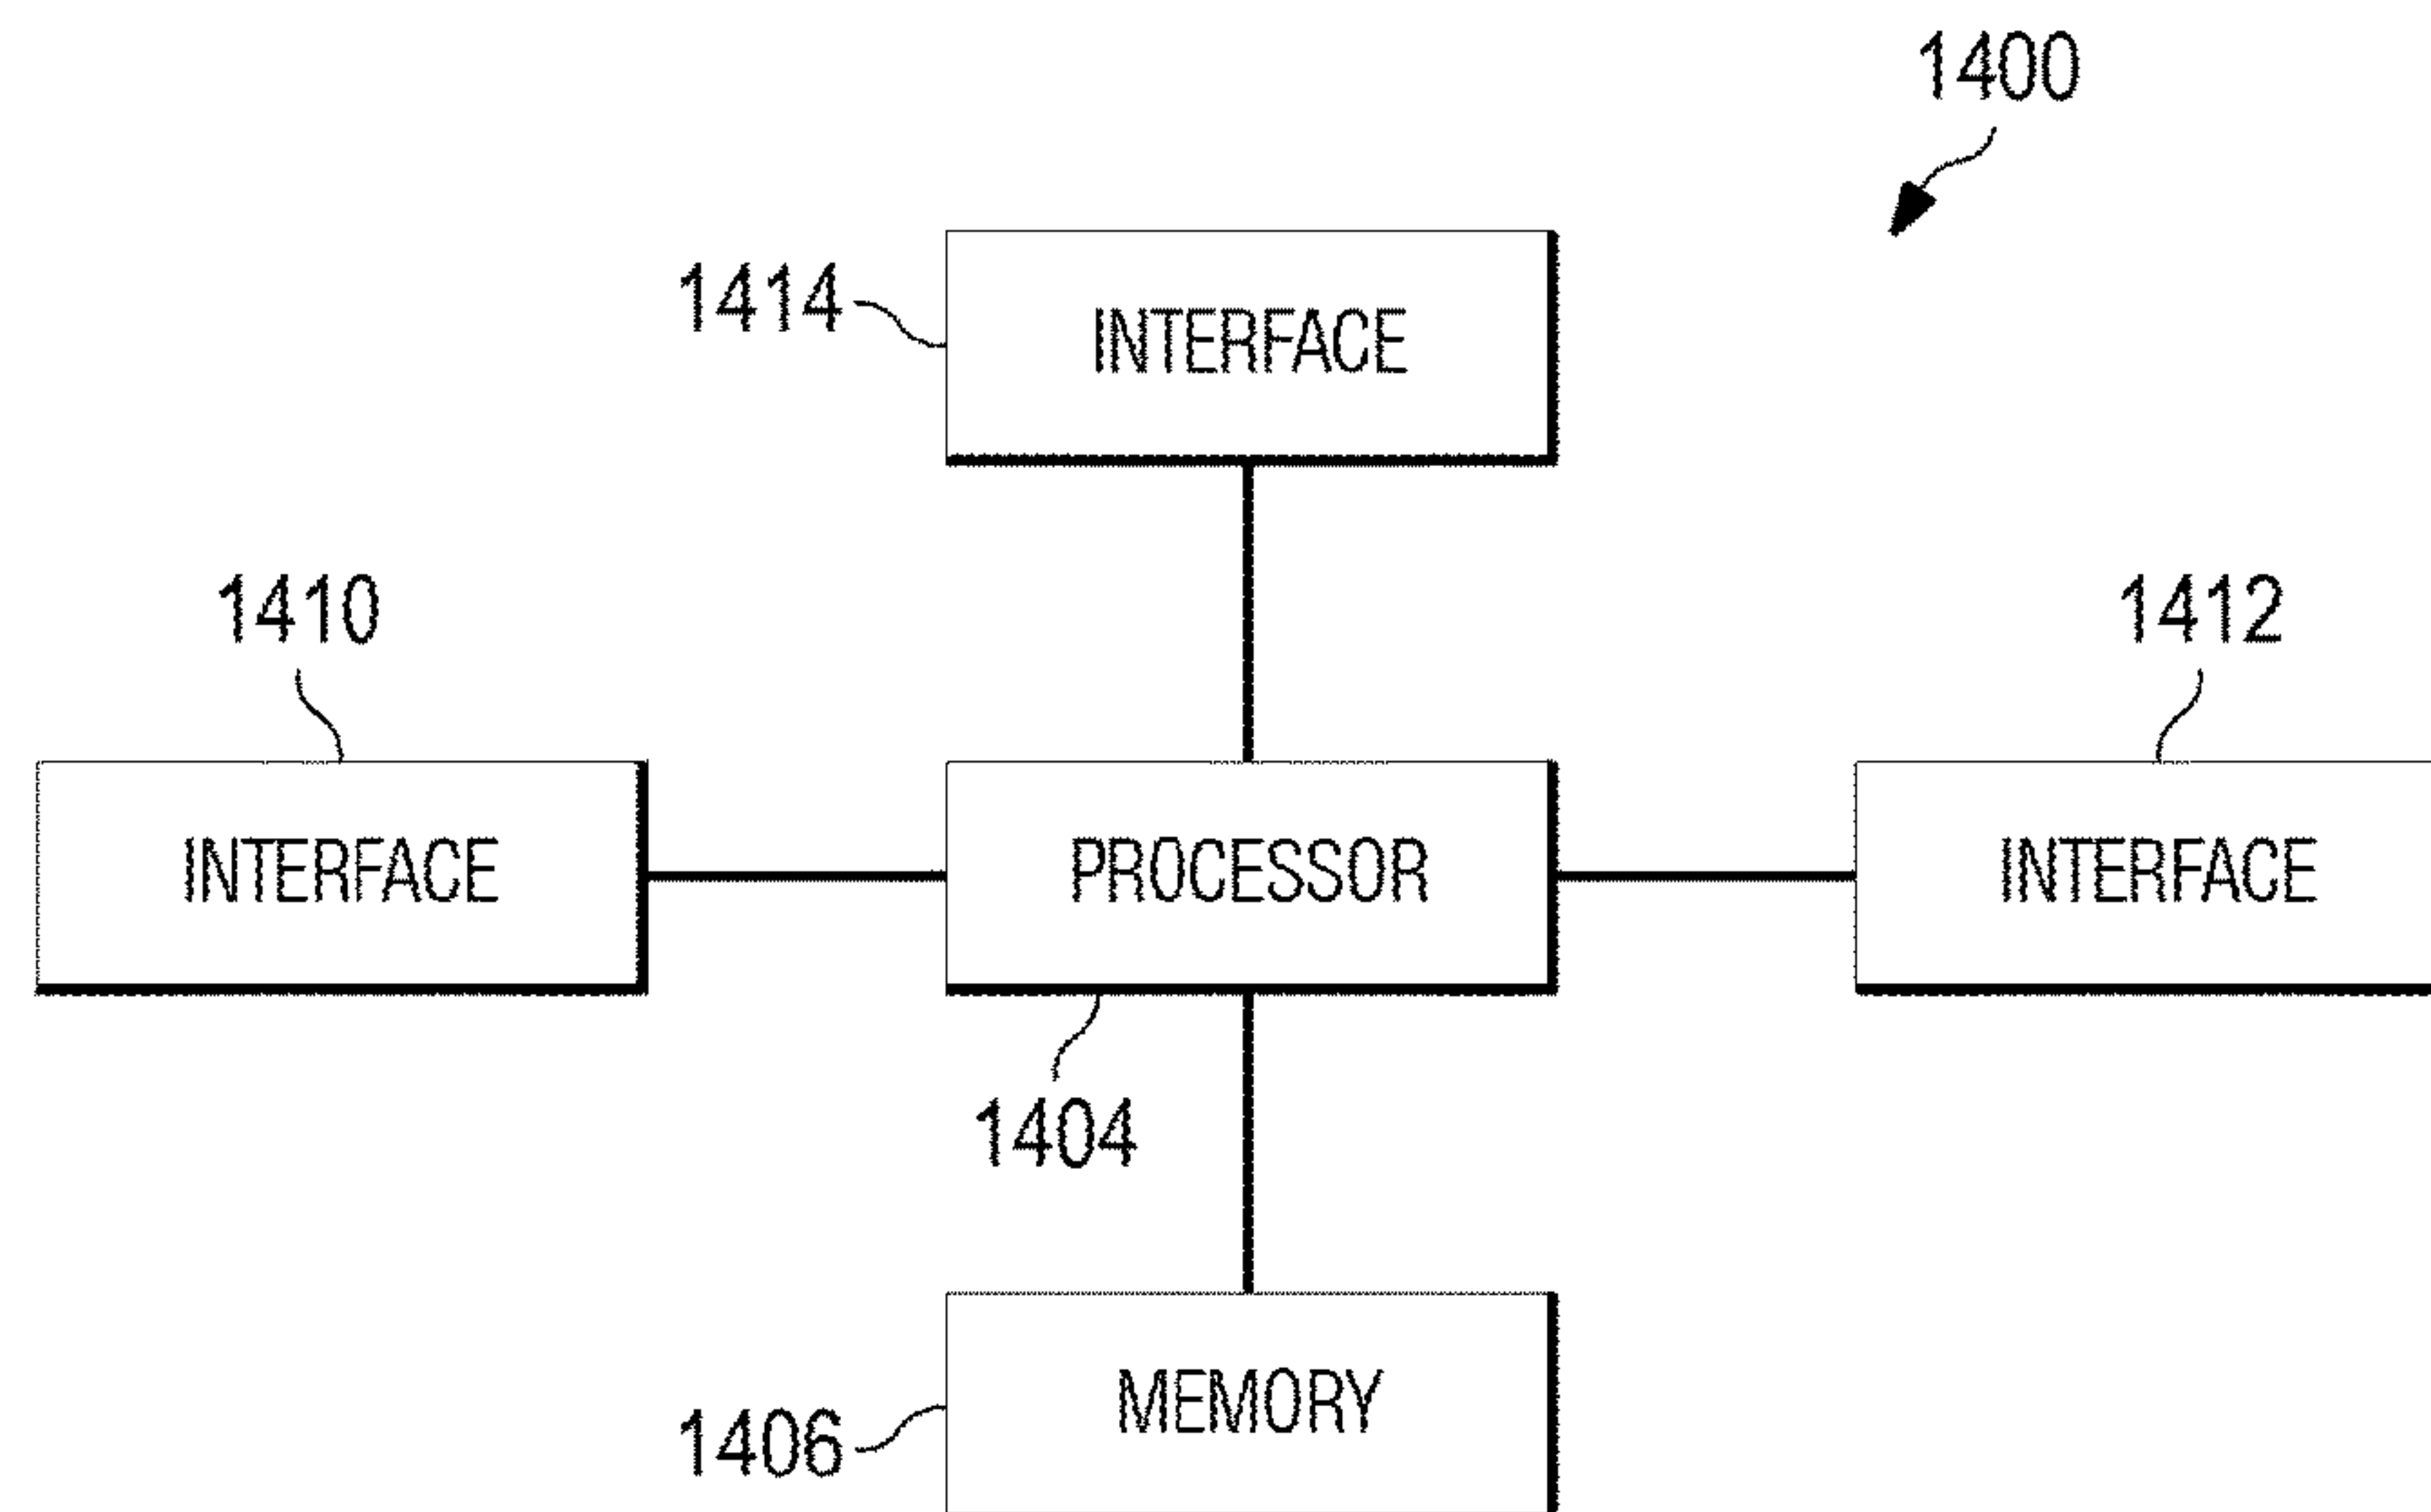 1400
1414
INTERFACE
1410
1412
INTERFACE
PROCESSOR
INTERFACE
1404
MEMORY
1406